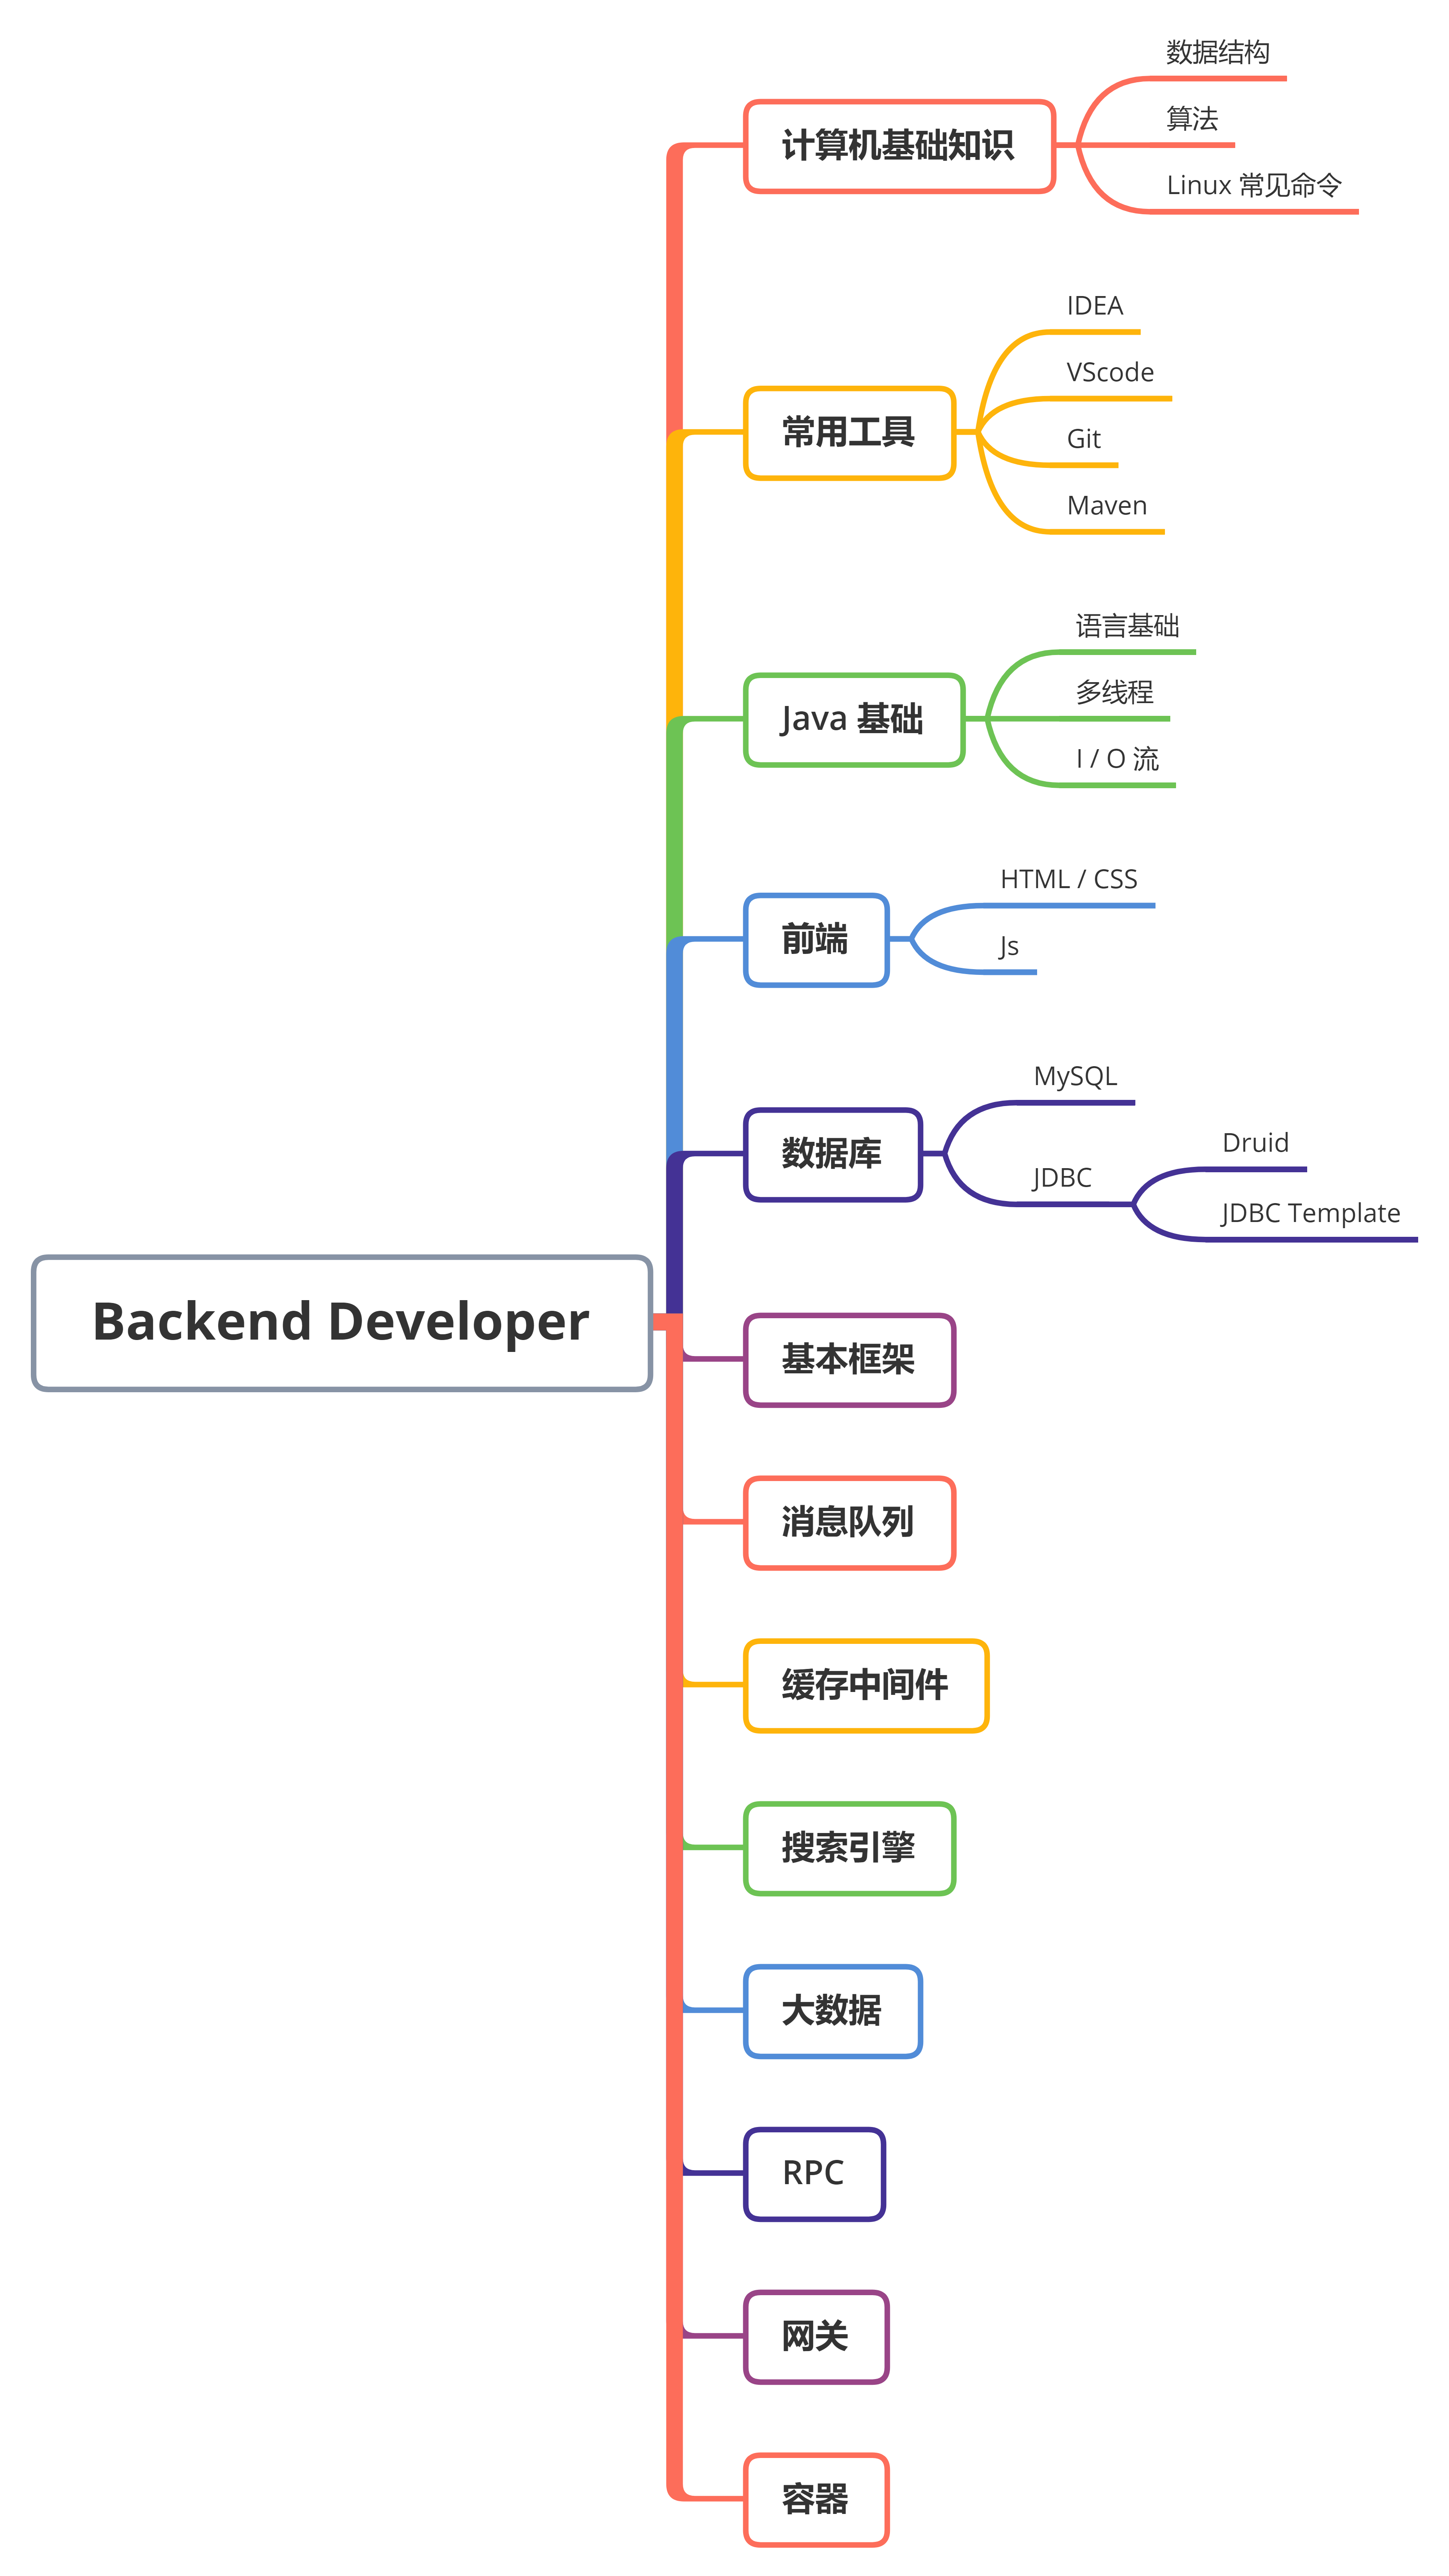 数据结构
计算机基础知识
算法
Linux 常见命令
IDEA
VScode
常用工具
Git
Maven
语言基础
Java 基础
多线程
I / O 流
HTML / CSS
前端
Js
MySQL
数据库
Druid
JDBC
JDBC Template
Backend Developer
基本框架
消息队列
缓存中间件
搜索引擎
大数据
RPC
网关
容器